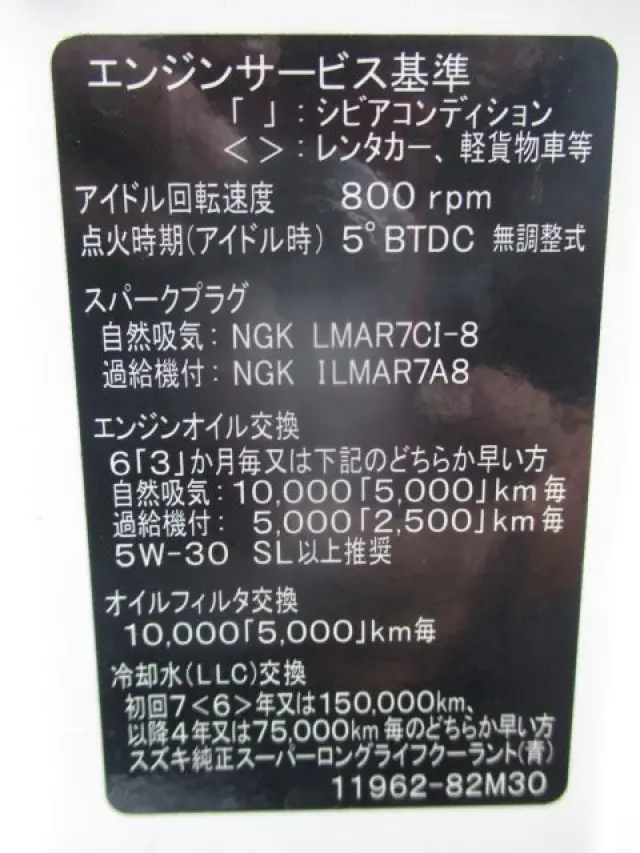 エンジンサービス基準
「 」：シビアコンディション
＜ ＞：レンタカー、軽貨物車等
アイドル回転速度 800 rpm
点火時期(アイドル時) 5°BTDC 無調整式
スパークプラグ
自然吸気：NGK LMAR7CI-8
過給機付：NGK ILMAR7A8
エンジンオイル交換
6「3」か月毎又は下記のどちらか早い方
自然吸気：10,000「5,000」km毎
過給機付： 5,000「2,500」km毎
5W-30 SL以上推奨
オイルフィルタ交換
10,000「5,000」km毎
冷却水(LLC)交換
初回7＜6＞年又は150,000km、
以降4年又は75,000km毎のどちらか早い方
スズキ純正スーパーロングライフクーラント(青)
11962-82M30